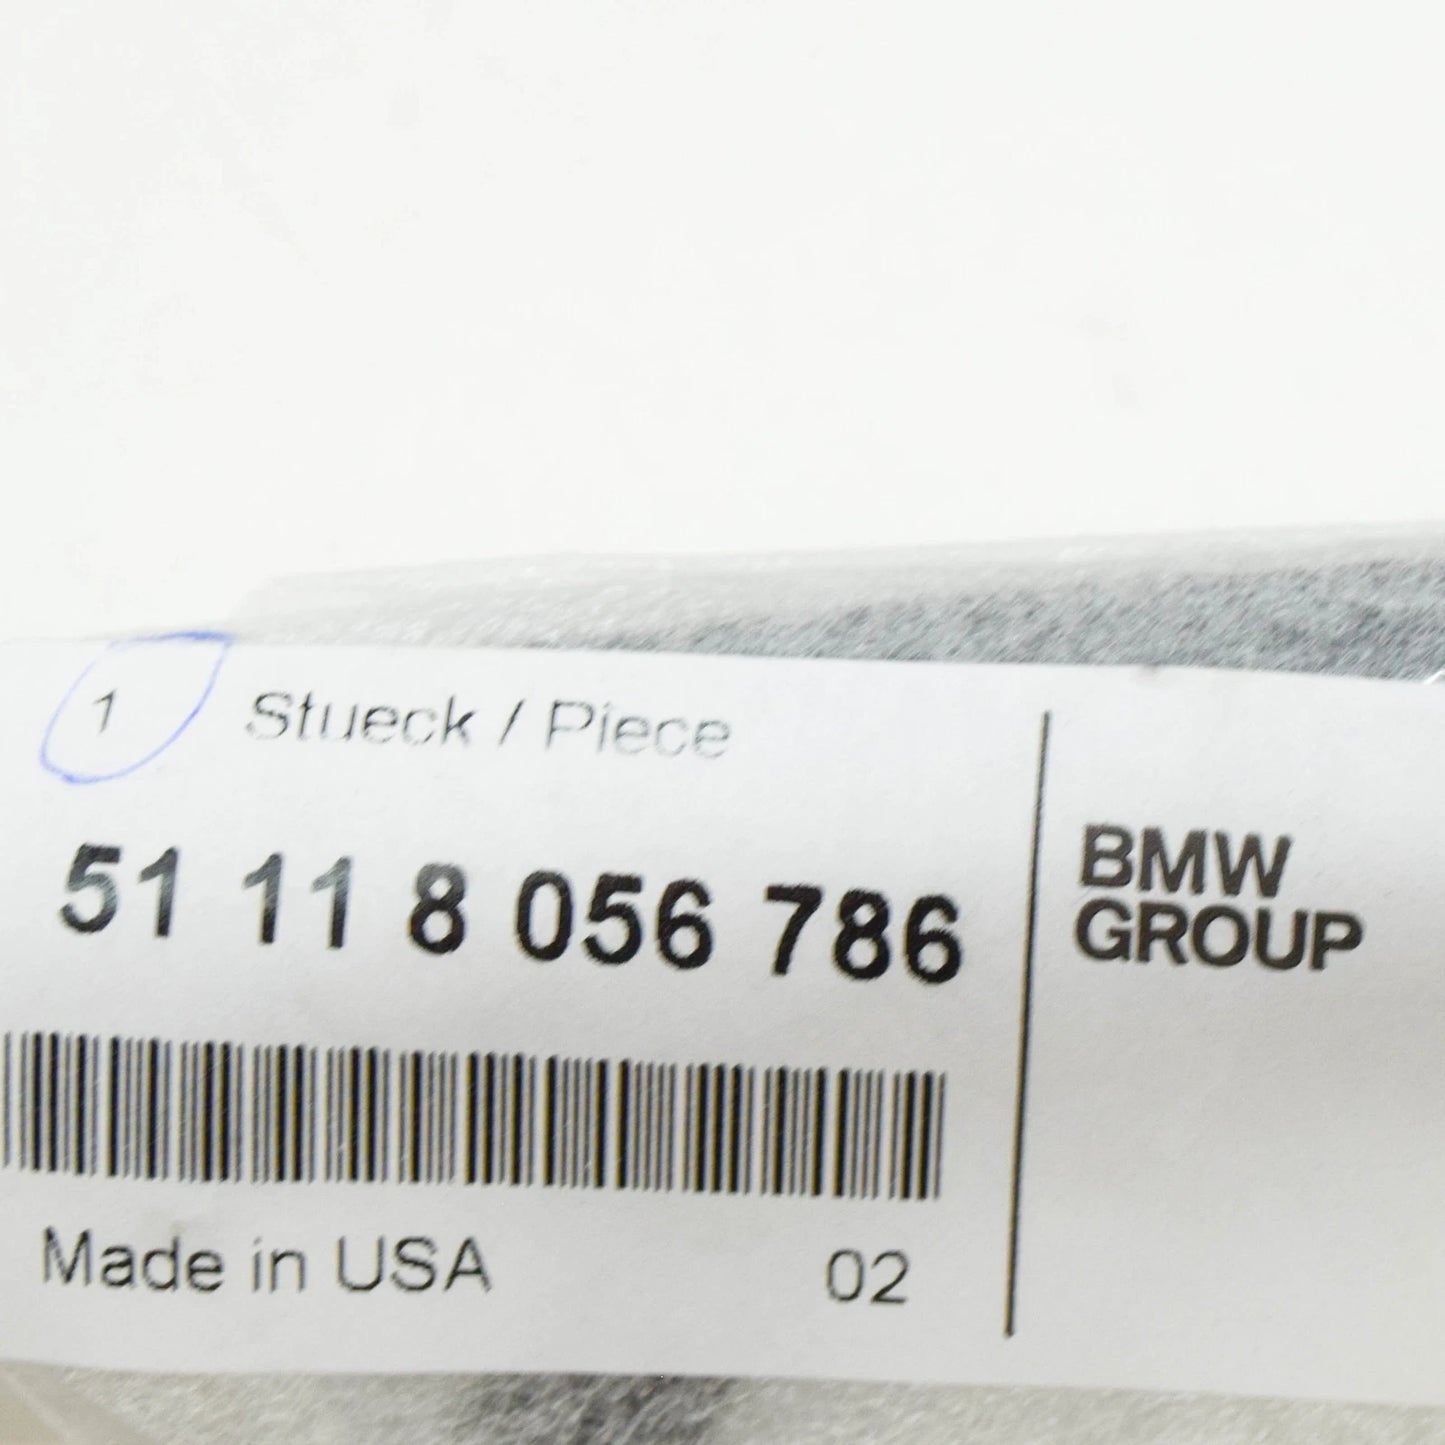 1 Stueck / Piece
51 11 8 056 786
BMW
GROUP
Made in USA 02